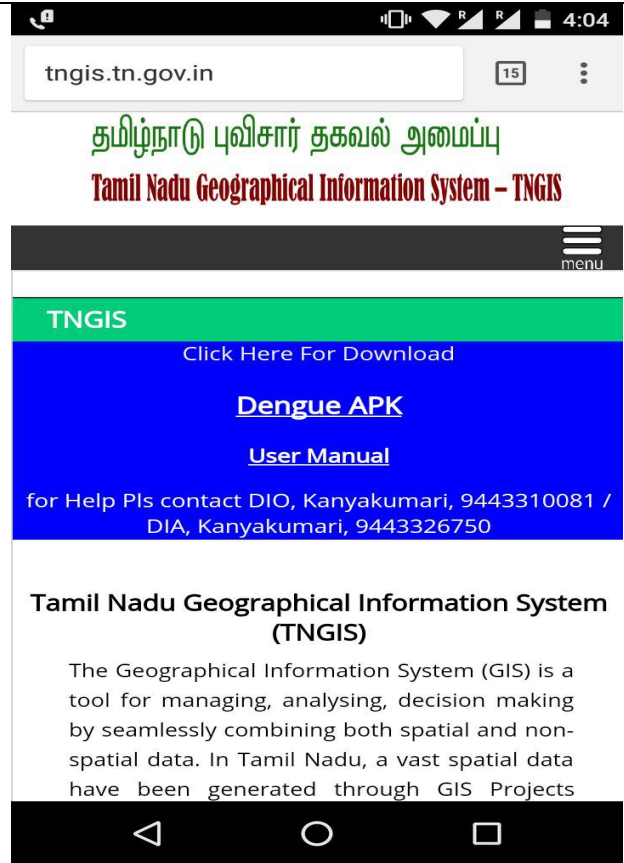 4:04
tngis.tn.gov.in
15
தமிழ்நாடு புவிசார் தகவல் அமைப்பு
Tamil Nadu Geographical Information System – TNGIS
menu
TNGIS
Click Here For Download
Dengue APK
User Manual
for Help Pls contact DIO, Kanyakumari, 9443310081 /
DIA, Kanyakumari, 9443326750
Tamil Nadu Geographical Information System
(TNGIS)
The Geographical Information System (GIS) is a
tool for managing, analysing, decision making
by seamlessly combining both spatial and non-
spatial data. In Tamil Nadu, a vast spatial data
have been generated through GIS Projects